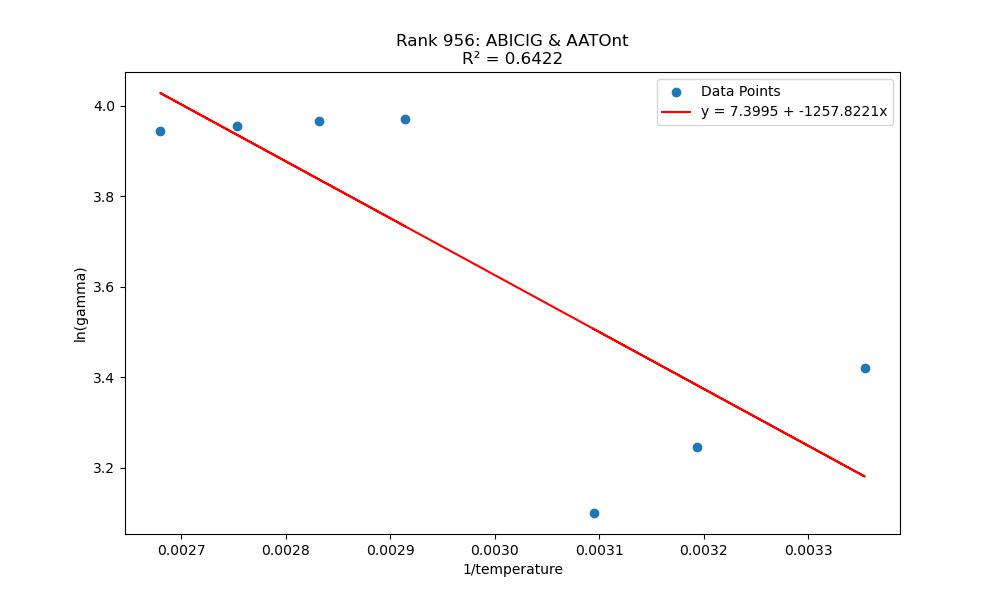 Rank 956: ABICIG & AATOnt
R² = 0.6422
Data Points
y = 7.3995 + -1257.8221x
4.0
3.8
3.6
3.4
3.2
ln(gamma)
0.0027 0.0028 0.0029 0.0030 0.0031 0.0032 0.0033
1/temperature